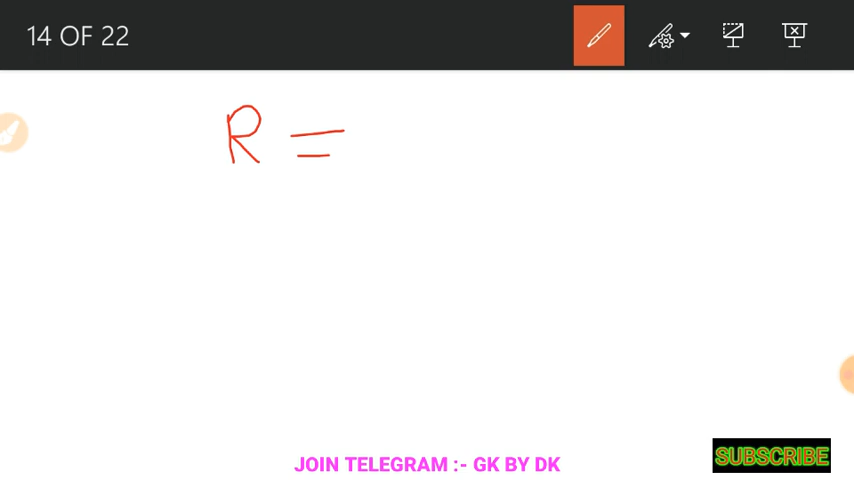 14 OF 22
R =
JOIN TELEGRAM :- GK BY DK
SUBSCRIBE